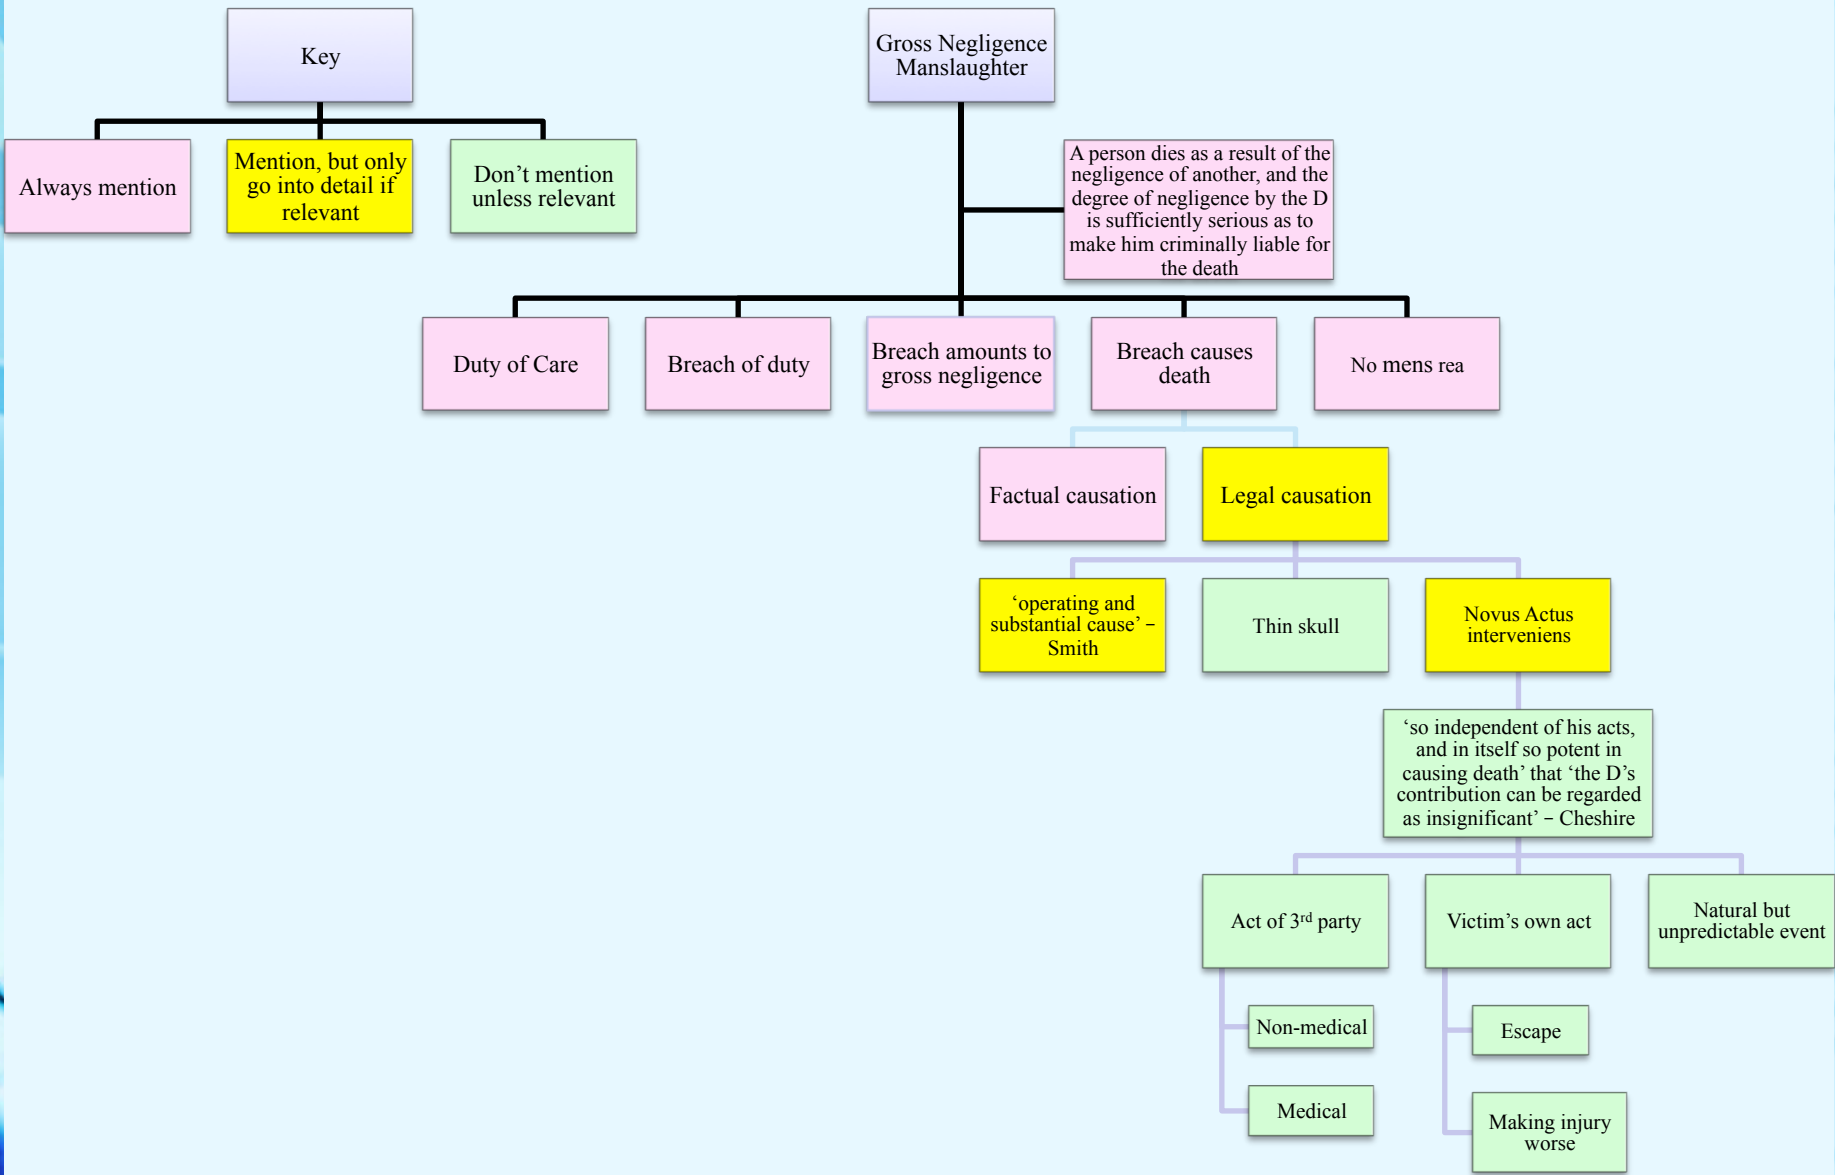 Key
Gross Negligence
Manslaughter
Always mention
Mention, but only
go into detail if
relevant
Don’t mention
unless relevant
A person dies as a result of the
negligence of another, and the
degree of negligence by the D
is sufficiently serious as to
make him criminally liable for
the death
Duty of Care
Breach of duty
Breach amounts to
gross negligence
Breach causes
death
No mens rea
Factual causation
Legal causation
‘operating and
substantial cause’ –
Smith
Thin skull
Novus Actus
interveniens
‘so independent of his acts,
and in itself so potent in
causing death’ that ‘the D’s
contribution can be regarded
as insignificant’ – Cheshire
Act of 3rd party
Victim’s own act
Natural but
unpredictable event
Non-medical
Escape
Medical
Making injury
worse